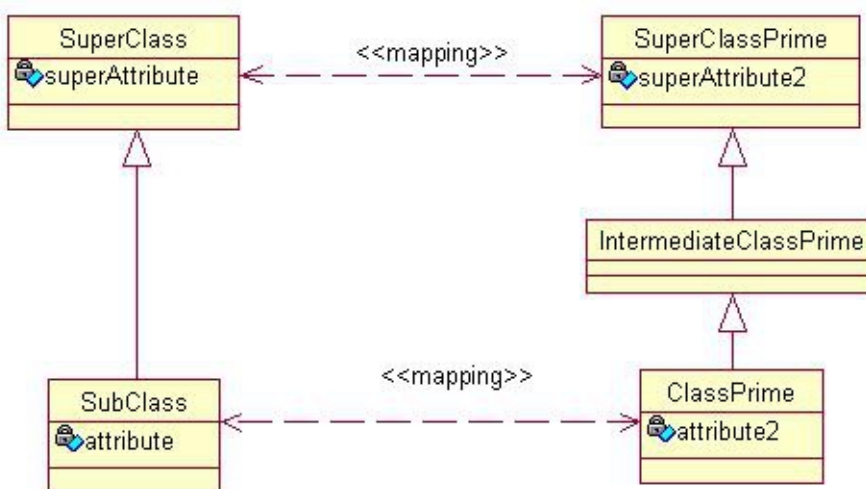 SuperClass
superAttribute
<<mapping>>
SuperClassPrime
superAttribute2
IntermediateClassPrime
SubClass
attribute
<<mapping>>
ClassPrime
attribute2